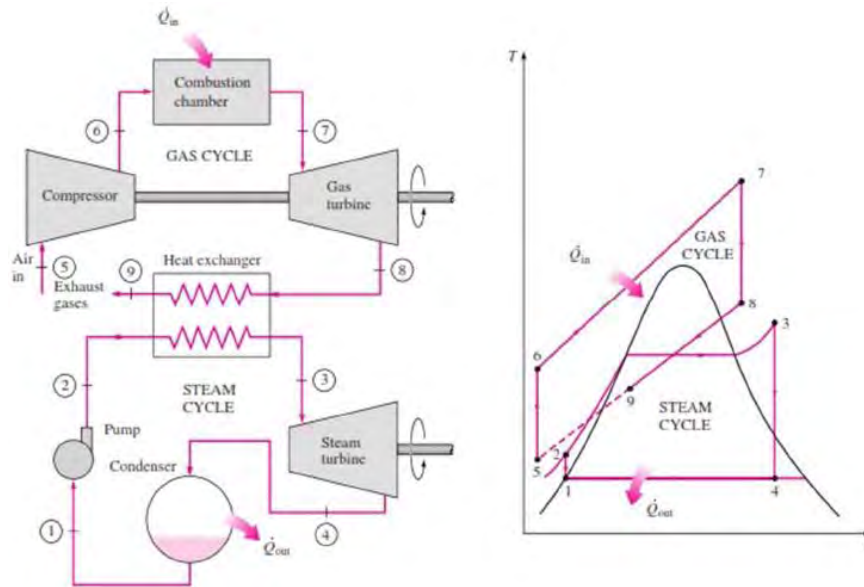 Q̇in
Combustion
chamber
6
7
GAS CYCLE
Compressor
Gas
turbine
Air
in
5
9
Heat exchanger
8
Exhaust
gases
2
3
STEAM
CYCLE
Pump
Condenser
Steam
turbine
1
4
Q̇out
T
7
GAS
CYCLE
Q̇in
8
3
6
9
STEAM
CYCLE
5
2
1
4
Q̇out